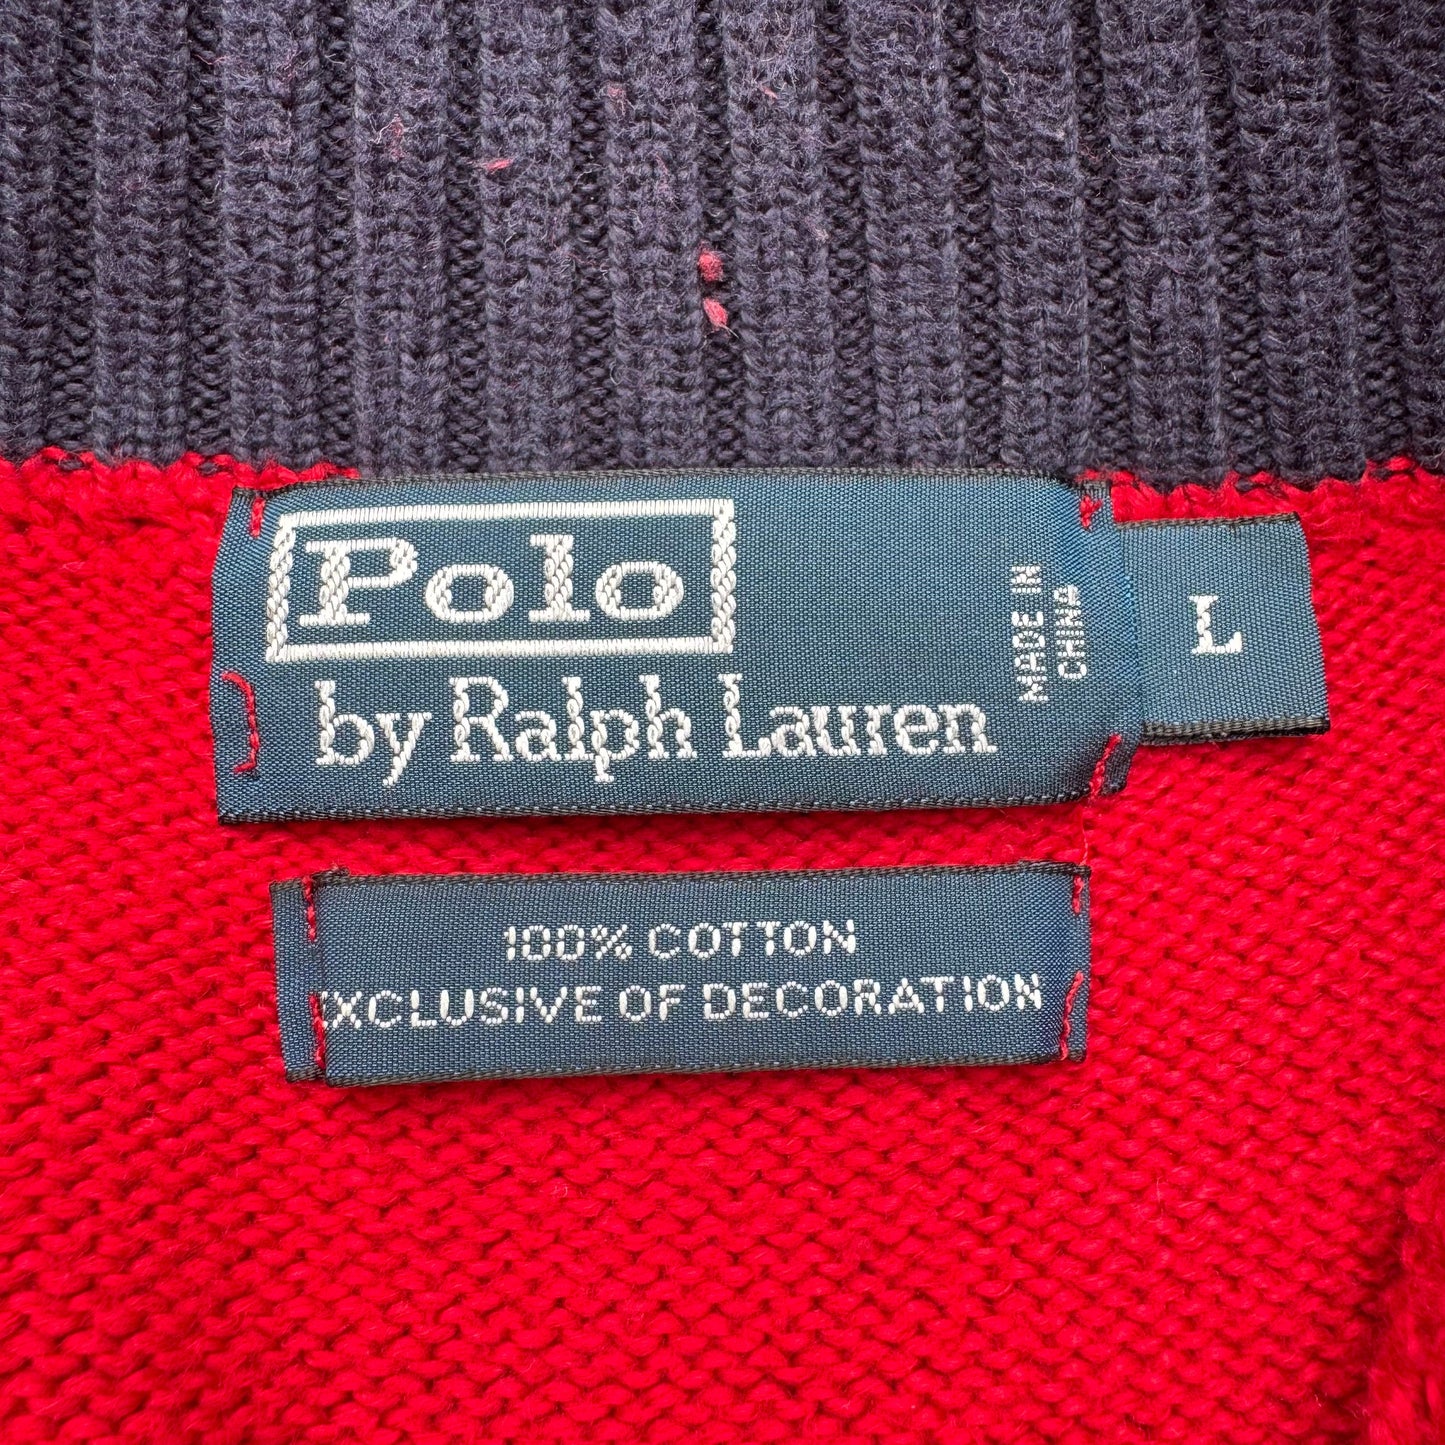 Polo
by Ralph Lauren
MADE IN
CHINA
L
100% COTTON
EXCLUSIVE OF DECORATION